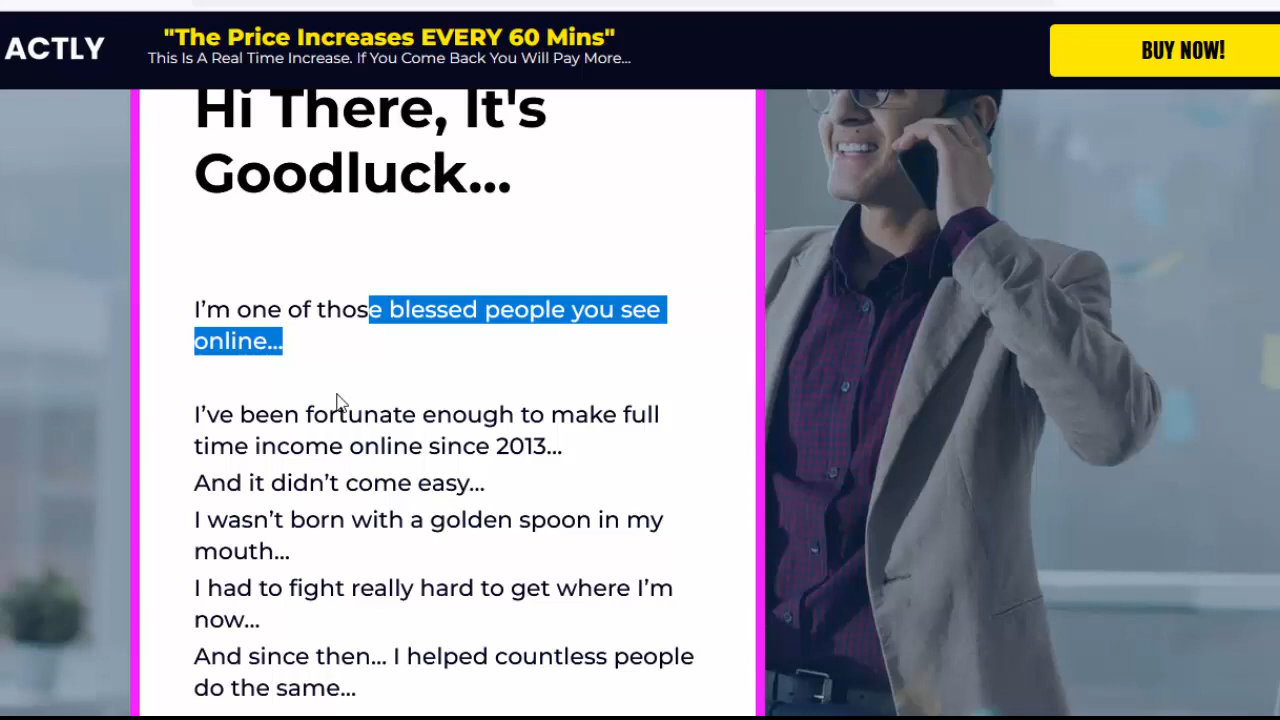 ACTLY
"The Price Increases EVERY 60 Mins"
This Is A Real Time Increase. If You Come Back You Will Pay More...
BUY NOW!
Hi There, It's
Goodluck...
I’m one of those blessed people you see
online...
I’ve been fortunate enough to make full
time income online since 2013...
And it didn’t come easy...
I wasn’t born with a golden spoon in my
mouth...
I had to fight really hard to get where I’m
now...
And since then... I helped countless people
do the same...